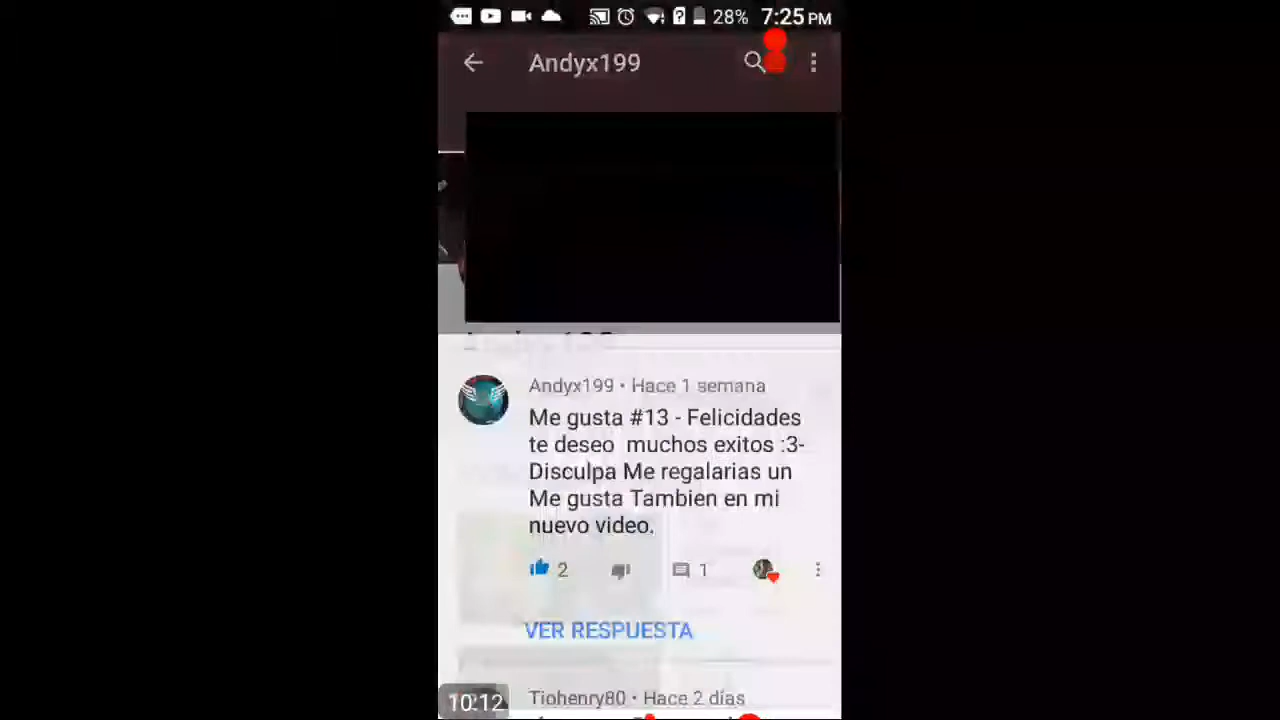 28% 7:25 PM
Andyx199
Andyx199 • Hace 1 semana
Me gusta #13 - Felicidades
te deseo muchos exitos :3-
Disculpa Me regalarias un
Me gusta Tambien en mi
nuevo video.
2
1
VER RESPUESTA
Tiohenry80 • Hace 2 días
10:12